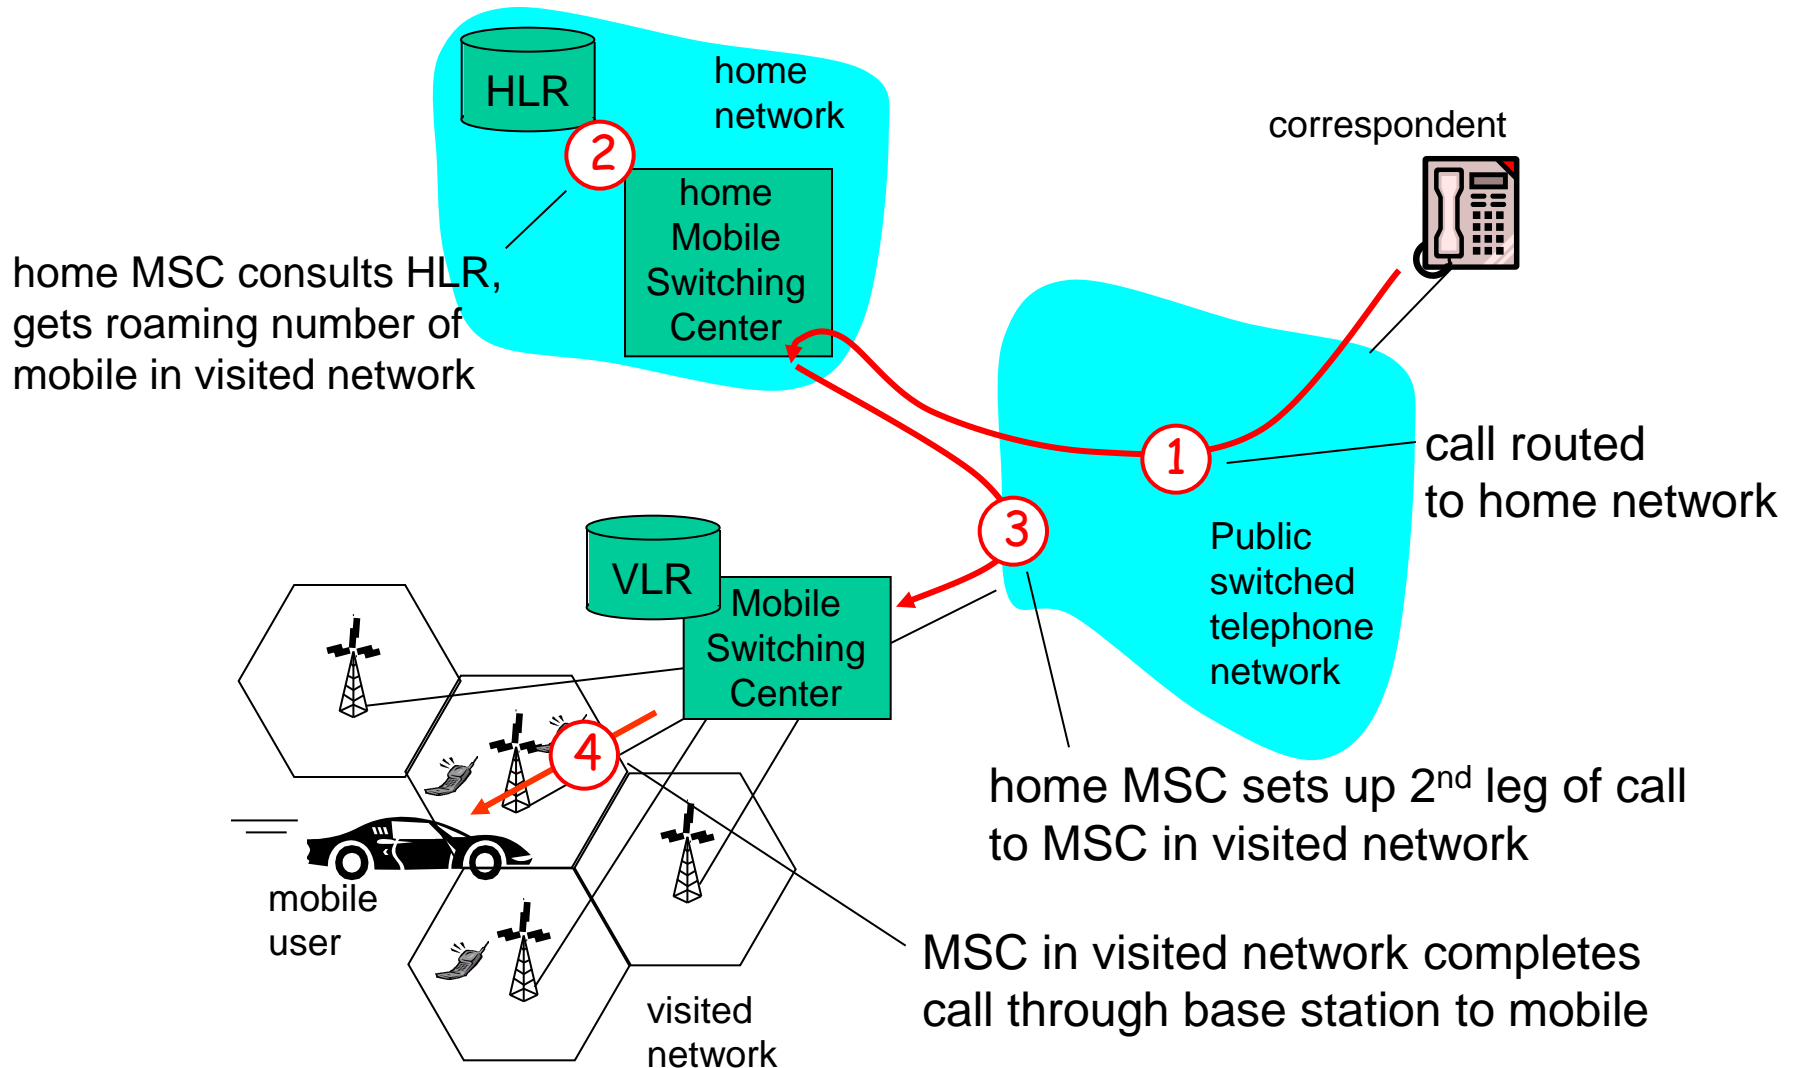 HLR
home
network
2
home
Mobile
Switching
Center
correspondent
home MSC consults HLR,
gets roaming number of
mobile in visited network
1
call routed
to home network
3
Public
switched
telephone
network
VLR
Mobile
Switching
Center
4
home MSC sets up 2nd leg of call
to MSC in visited network
mobile
user
MSC in visited network completes
call through base station to mobile
visited
network